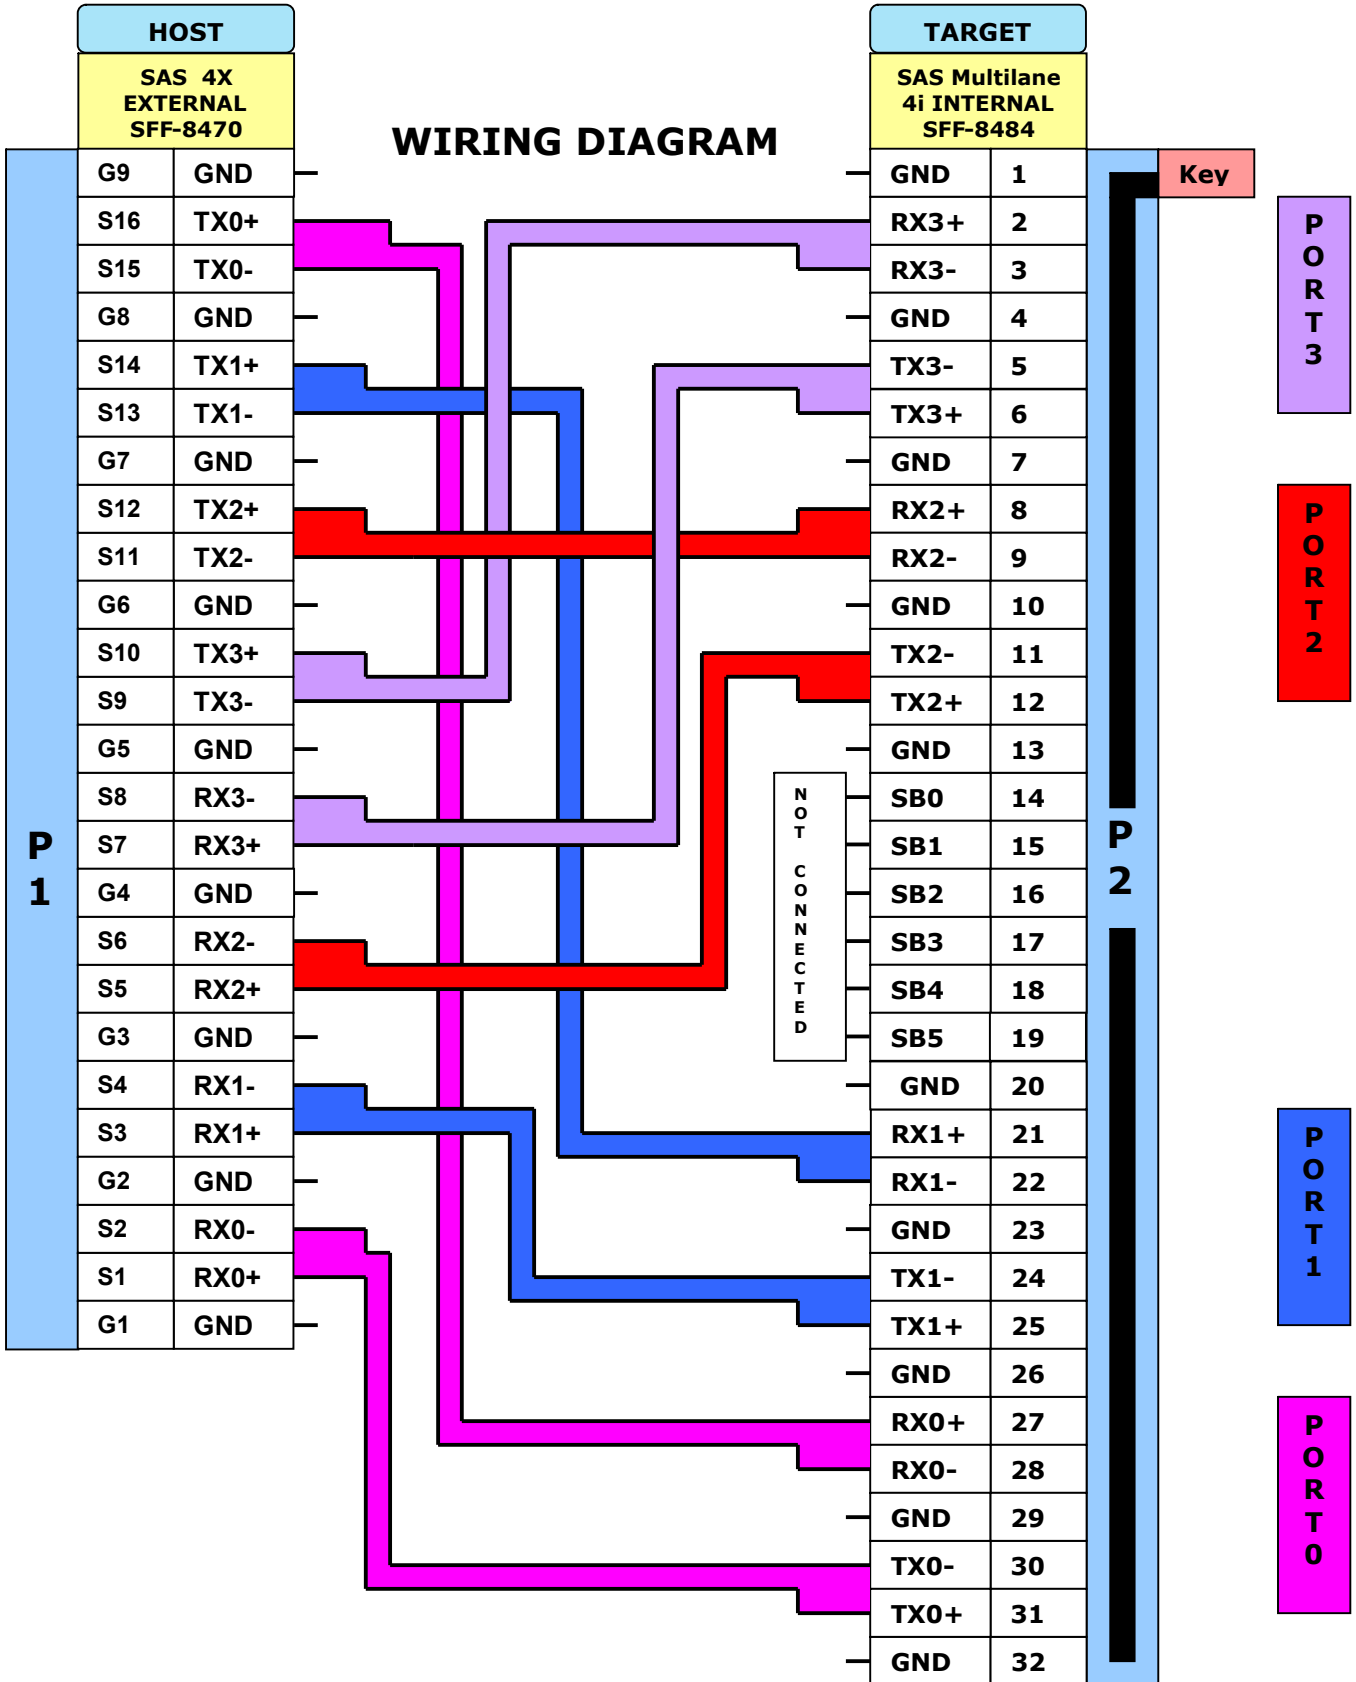 HOST
SAS 4X
EXTERNAL
SFF-8470
WIRING DIAGRAM
TARGET
SAS Multilane
4i INTERNAL
SFF-8484
Key
P
1
G9 GND
S16 TX0+
S15 TX0-
G8 GND
S14 TX1+
S13 TX1-
G7 GND
S12 TX2+
S11 TX2-
G6 GND
S10 TX3+
S9 TX3-
G5 GND
S8 RX3-
S7 RX3+
G4 GND
S6 RX2-
S5 RX2+
G3 GND
S4 RX1-
S3 RX1+
G2 GND
S2 RX0-
S1 RX0+
G1 GND
NOT CONNECTED
GND 1
RX3+ 2
RX3- 3
GND 4
TX3- 5
TX3+ 6
GND 7
RX2+ 8
RX2- 9
GND 10
TX2- 11
TX2+ 12
GND 13
SB0 14
SB1 15
SB2 16
SB3 17
SB4 18
SB5 19
GND 20
RX1+ 21
RX1- 22
GND 23
TX1- 24
TX1+ 25
GND 26
RX0+ 27
RX0- 28
GND 29
TX0- 30
TX0+ 31
GND 32
P
2
PORT3
PORT2
PORT1
PORT0